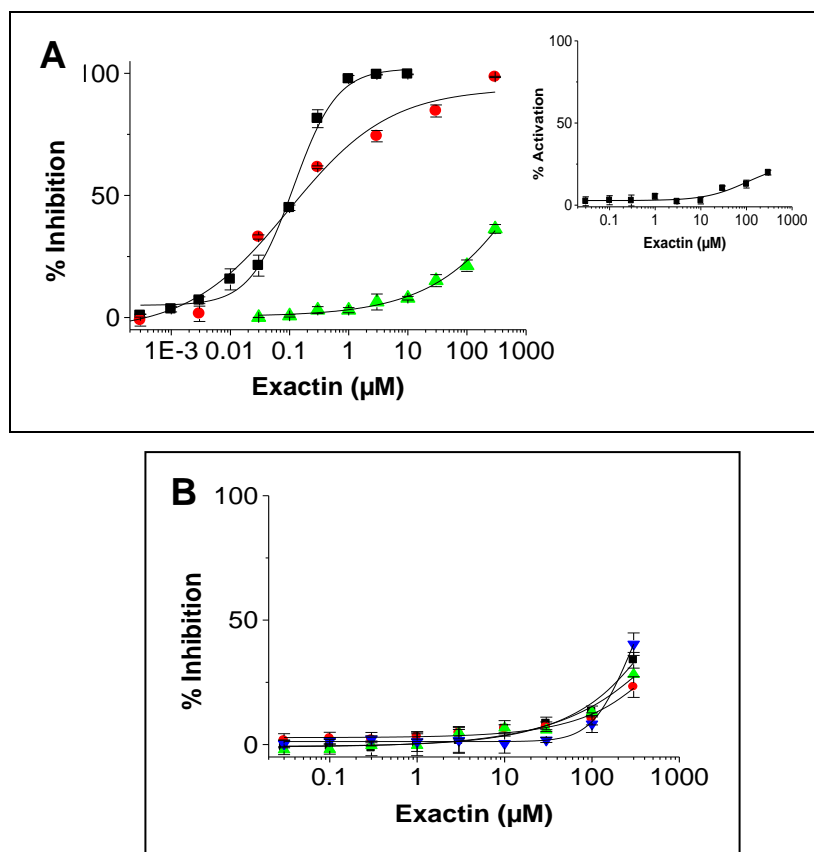 A
% Inhibition
100
50
0
1E-3 0.01 0.1 1 10 100 1000
Exactin (µM)
% Activation
100
50
0
0.1 1 10 100 1000
Exactin (µM)
B
% Inhibition
100
50
0
0.1 1 10 100 1000
Exactin (µM)